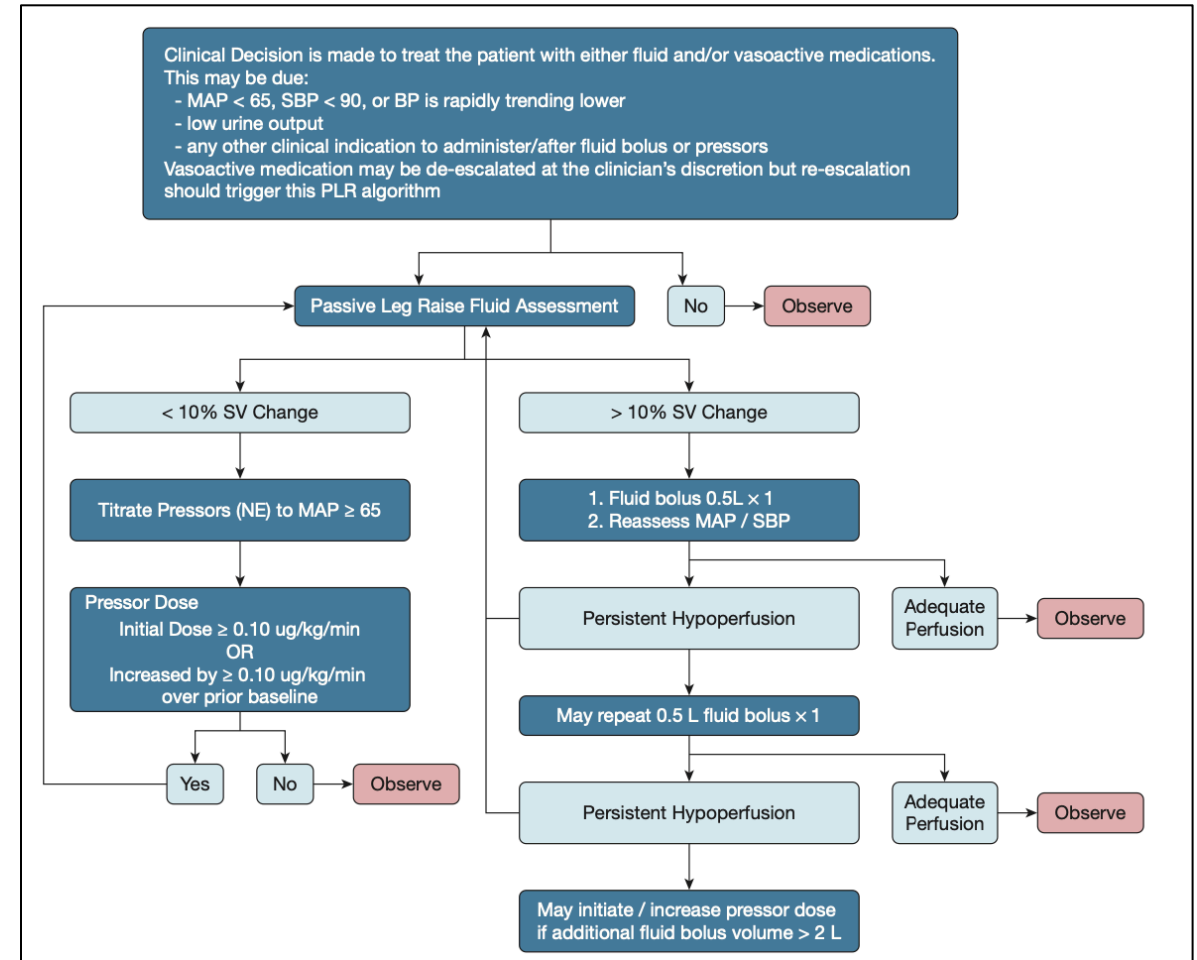 Clinical Decision is made to treat the patient with either fluid and/or vasoactive medications.
This may be due:
- MAP < 65, SBP < 90, or BP is rapidly trending lower
- low urine output
- any other clinical indication to administer/after fluid bolus or pressors
Vasoactive medication may be de-escalated at the clinician's discretion but re-escalation
should trigger this PLR algorithm
Passive Leg Raise Fluid Assessment
No
Observe
< 10% SV Change
> 10% SV Change
Titrate Pressors (NE) to MAP ≥ 65
1. Fluid bolus 0.5L × 1
2. Reassess MAP / SBP
Pressor Dose
Initial Dose ≥ 0.10 ug/kg/min
OR
Increased by ≥ 0.10 ug/kg/min
over prior baseline
Persistent Hypoperfusion
Adequate
Perfusion
Observe
May repeat 0.5 L fluid bolus × 1
Yes
No
Observe
Persistent Hypoperfusion
Adequate
Perfusion
Observe
May initiate / increase pressor dose
if additional fluid bolus volume > 2 L